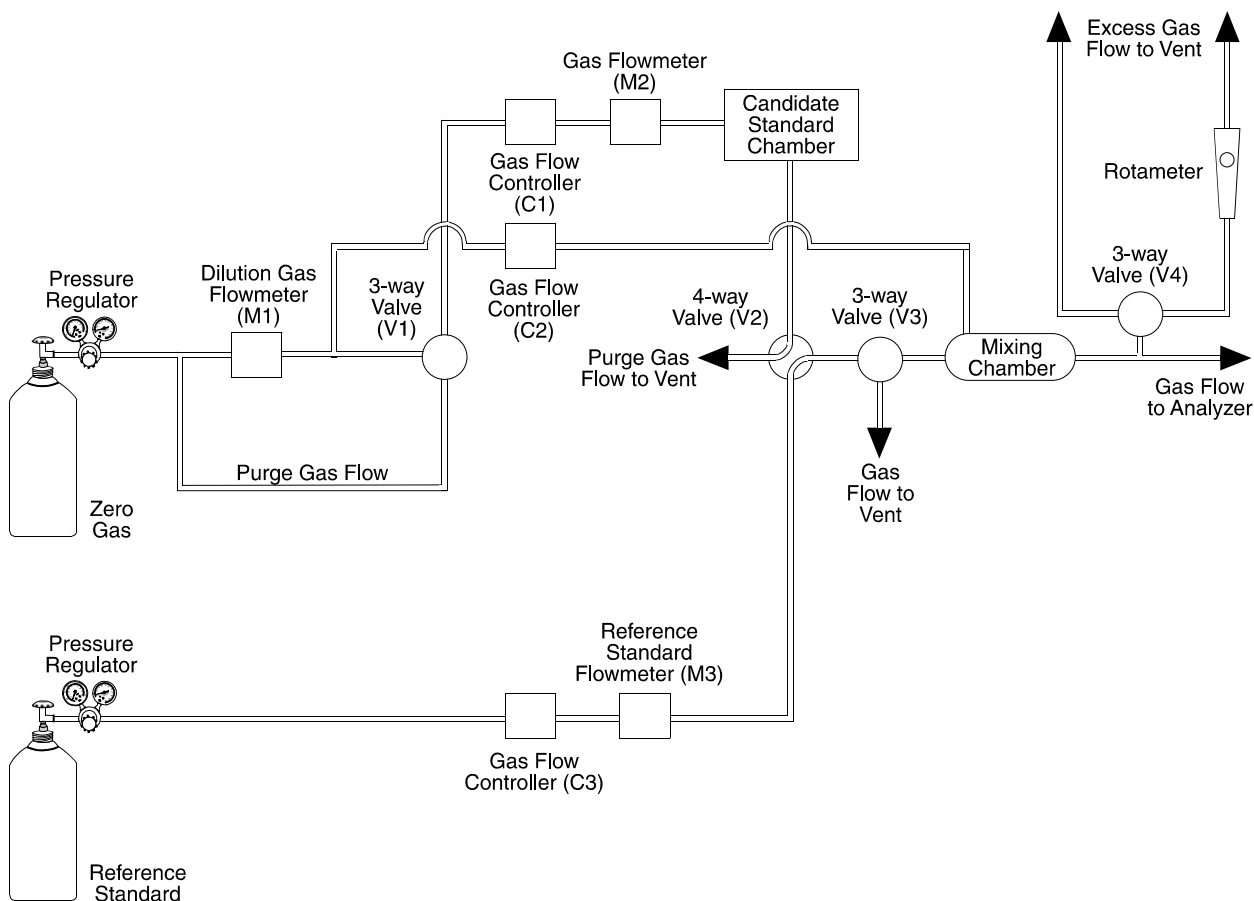 Excess Gas
Flow to Vent
Gas Flowmeter
(M2)
Candidate
Standard
Chamber
Gas Flow
Controller
(C1)
Rotameter
3-way
Valve (V4)
Pressure
Regulator
Dilution Gas
Flowmeter
(M1)
3-way
Valve
(V1)
Gas Flow
Controller
(C2)
4-way
Valve (V2)
3-way
Valve (V3)
Purge Gas
Flow to Vent
Mixing
Chamber
Gas Flow
to Analyzer
Purge Gas Flow
Gas
Flow to
Vent
Zero
Gas
Pressure
Regulator
Reference
Standard
Flowmeter (M3)
Gas Flow
Controller (C3)
Reference
Standard